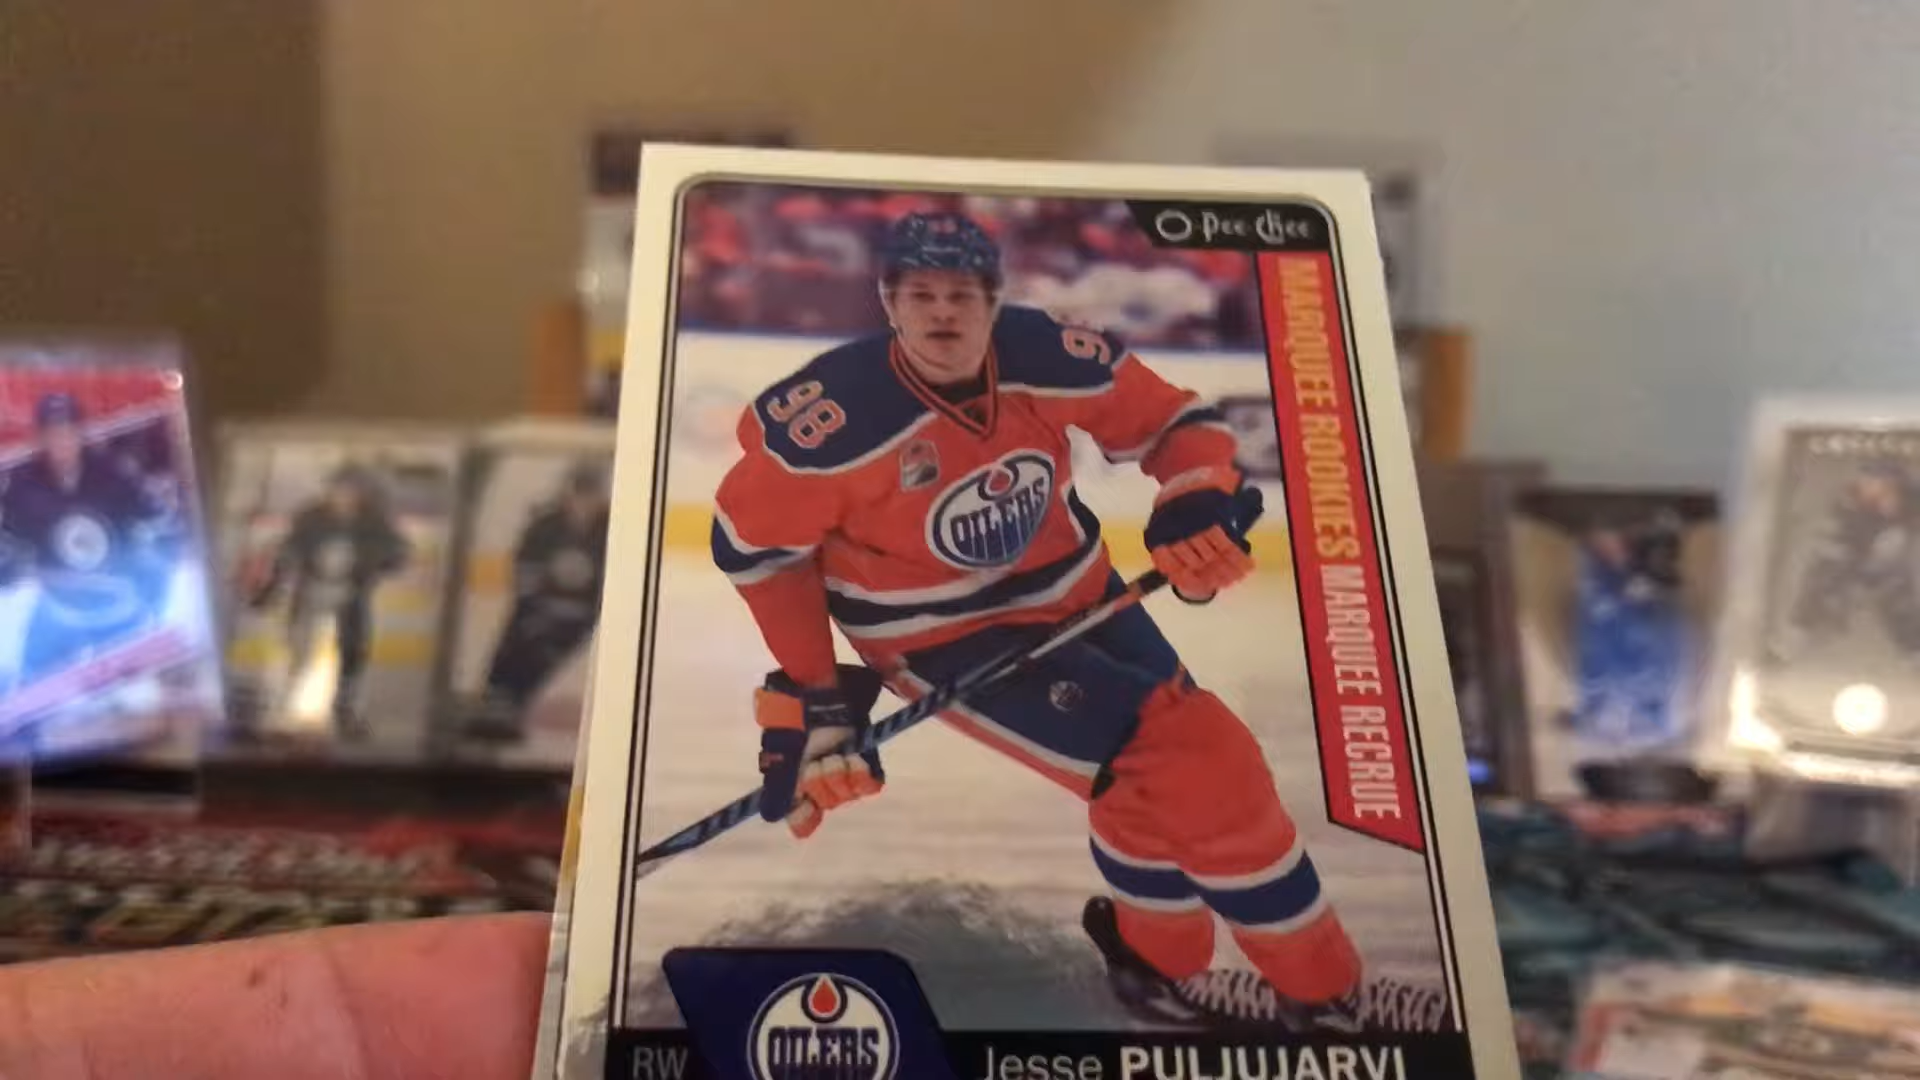 O-Pee-Chee
MARQUEE ROOKIES MARQUEE RECRUE
98
OILERS
RW
OILERS
Jesse PULJUJARVI